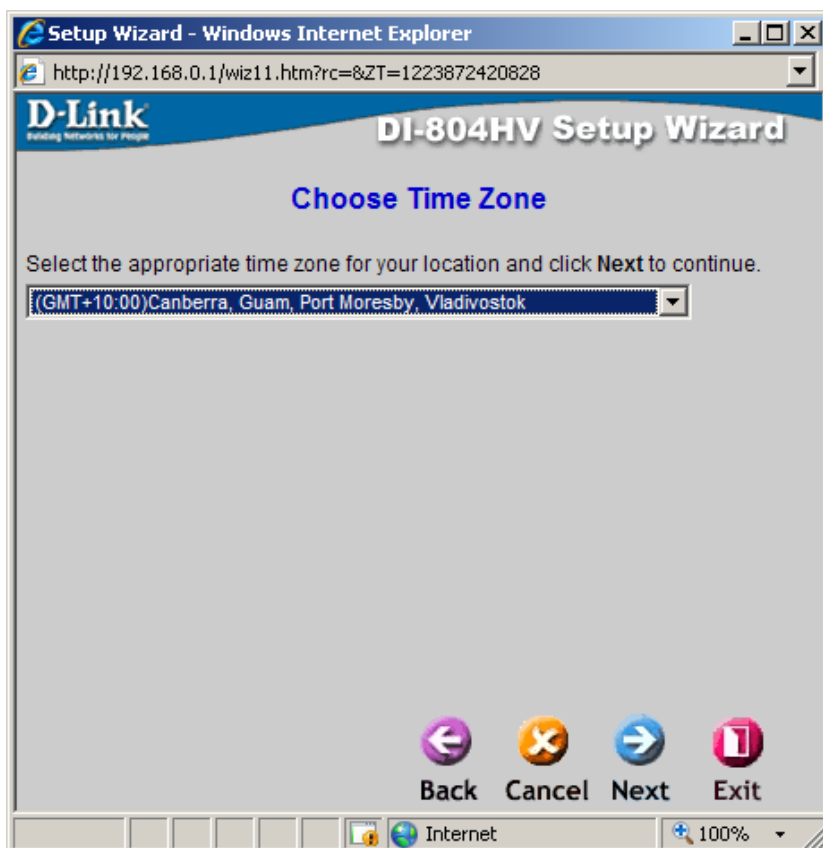 Setup Wizard - Windows Internet Explorer
http://192.168.0.1/wiz11.htm?rc=&ZT=1223872420828
D-Link
Building Networks for People
DI-804HV Setup Wizard
Choose Time Zone
Select the appropriate time zone for your location and click Next to continue.
(GMT+10:00)Canberra, Guam, Port Moresby, Vladivostok
Back Cancel Next Exit
Internet 100%